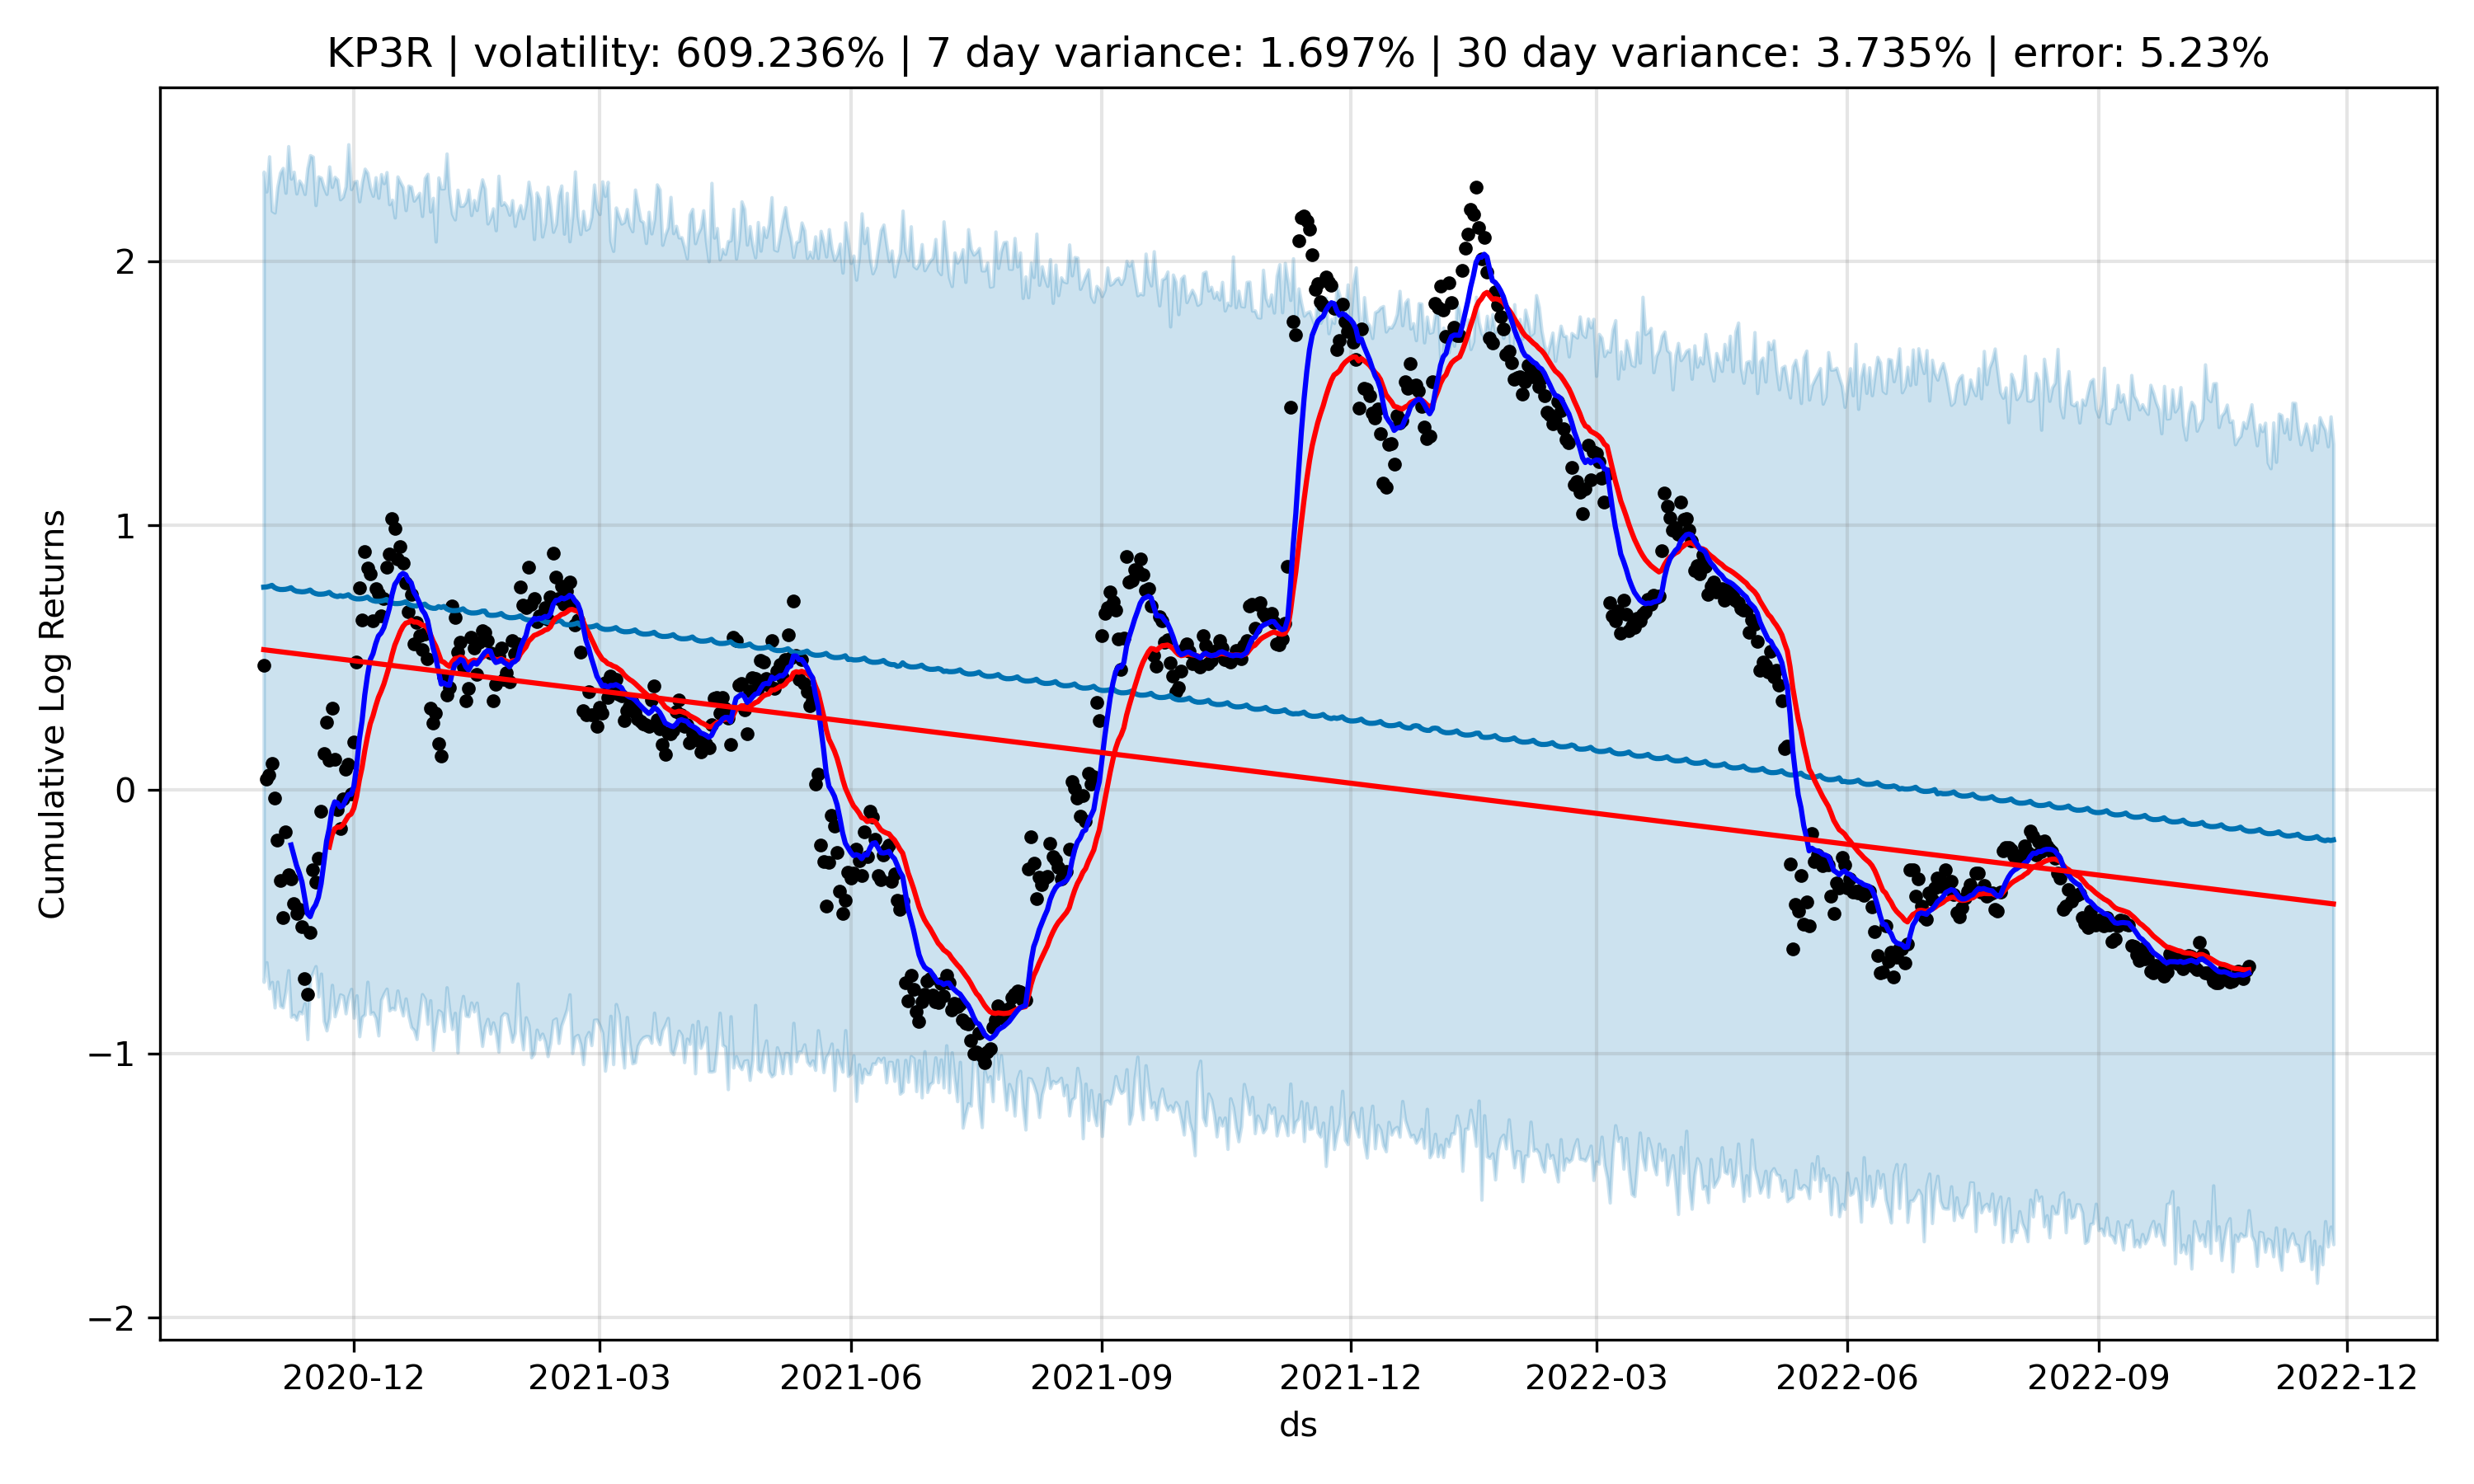 KP3R | volatility: 609.236% | 7 day variance: 1.697% | 30 day variance: 3.735% | error: 5.23%
Cumulative Log Returns
2
1
0
−1
−2
2020-12 2021-03 2021-06 2021-09 2021-12 2022-03 2022-06 2022-09 2022-12
ds